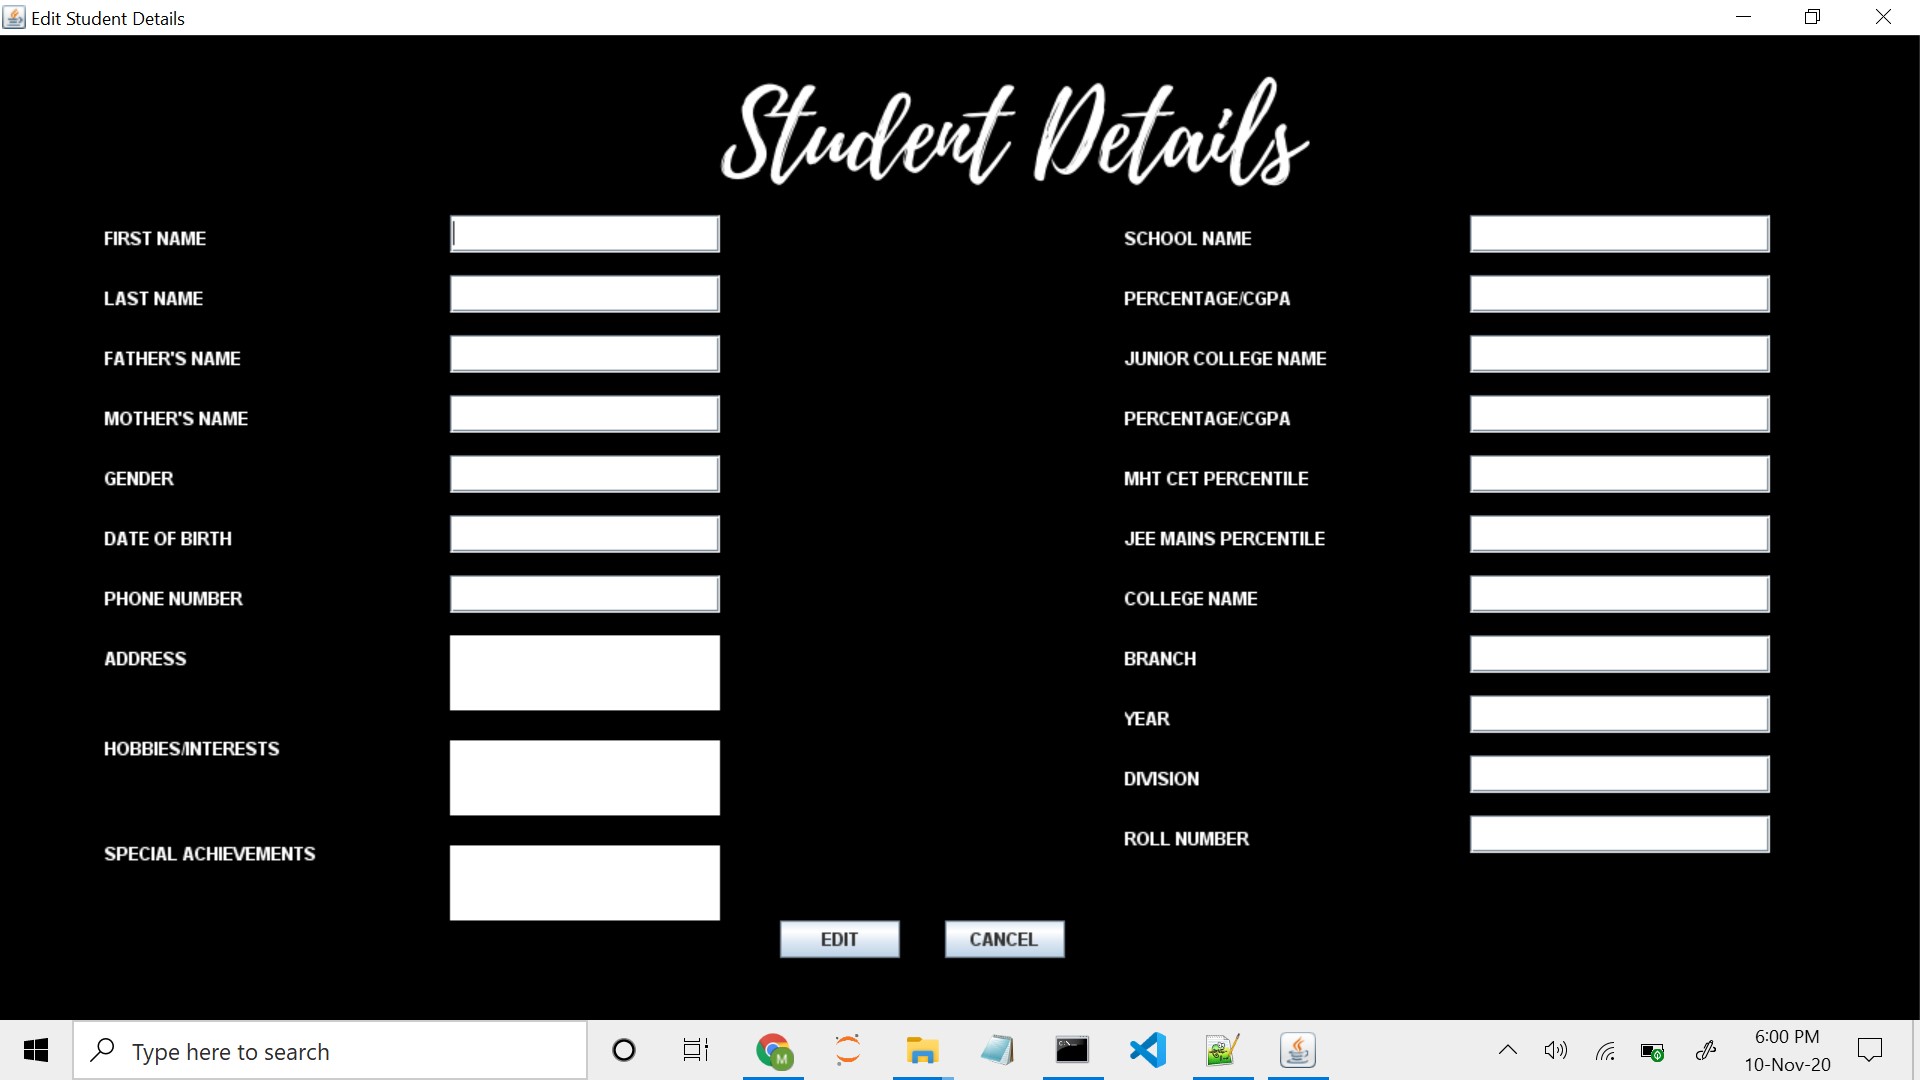 Edit Student Details
Student Details
FIRST NAME
LAST NAME
FATHER'S NAME
MOTHER'S NAME
GENDER
DATE OF BIRTH
PHONE NUMBER
ADDRESS
HOBBIES/INTERESTS
SPECIAL ACHIEVEMENTS
SCHOOL NAME
PERCENTAGE/CGPA
JUNIOR COLLEGE NAME
PERCENTAGE/CGPA
MHT CET PERCENTILE
JEE MAINS PERCENTILE
COLLEGE NAME
BRANCH
YEAR
DIVISION
ROLL NUMBER
EDIT
CANCEL
Type here to search
M
6:00 PM
10-Nov-20